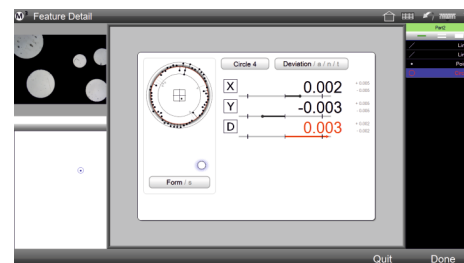 Feature Detail
Part2
Circle 4
Deviation / a / n / t
X 0.002
Y -0.003
D 0.003
Form / s
Quit
Done